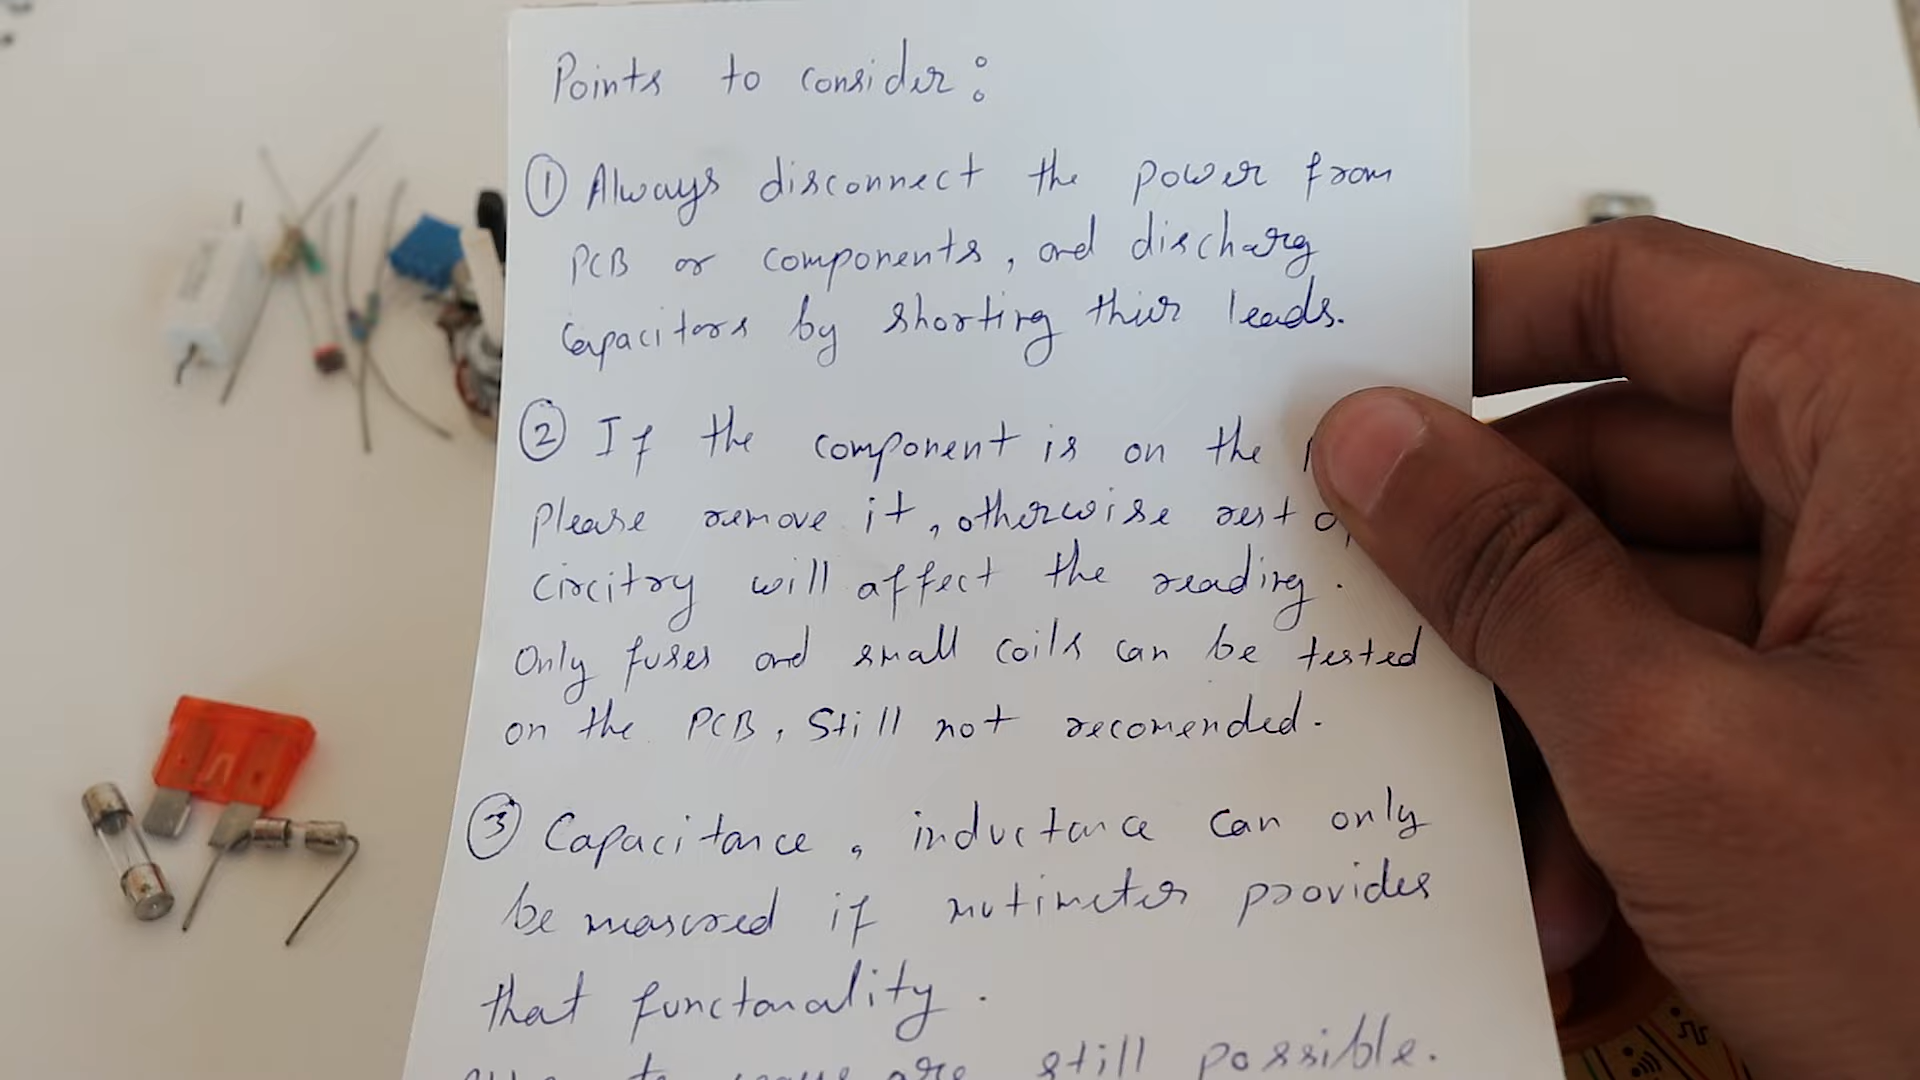 Points to consider:
① Always disconnect the power from
PCB or components, and discharg
Capacitors by shorting thier leads.
② If the component is on the
please remove it, otherwise rest
circitry will affect the reading.
Only fuses and small coils can be tested
on the PCB, Still not recomended.
③ Capacitance, inductance can only
be measured if mutimeter provides
that functonality.
are still possible.